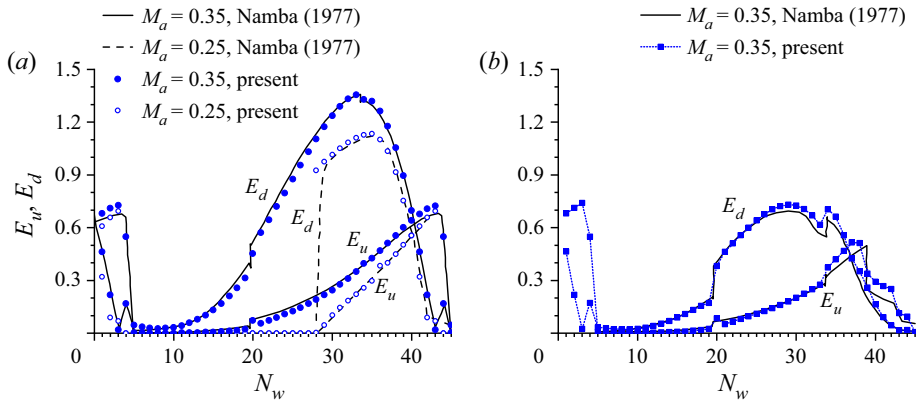 (a)
M_a = 0.35, Namba (1977)
M_a = 0.25, Namba (1977)
M_a = 0.35, present
M_a = 0.25, present
E_u, E_d
1.5
1.2
0.9
0.6
0.3
0
10
20
30
40
N_w
E_d
E_d
E_u
E_u
(b)
M_a = 0.35, Namba (1977)
M_a = 0.35, present
1.5
1.2
0.9
0.6
0.3
0
10
20
30
40
N_w
E_d
E_u